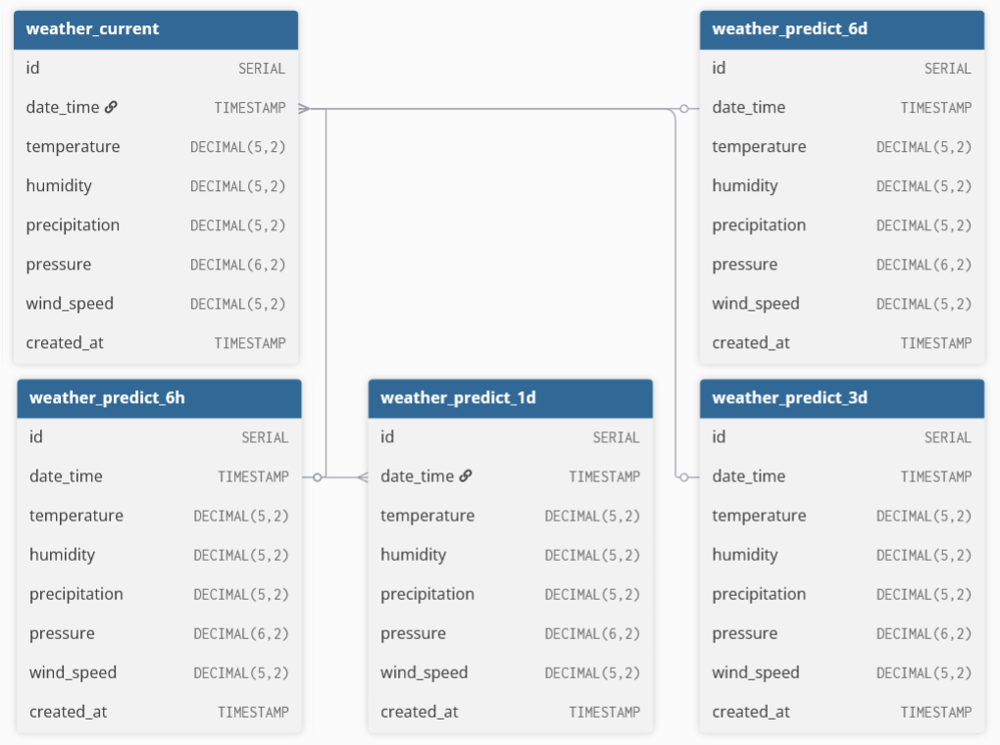 weather_current
id SERIAL
date_time TIMESTAMP
temperature DECIMAL(5,2)
humidity DECIMAL(5,2)
precipitation DECIMAL(5,2)
pressure DECIMAL(6,2)
wind_speed DECIMAL(5,2)
created_at TIMESTAMP
weather_predict_6d
id SERIAL
date_time TIMESTAMP
temperature DECIMAL(5,2)
humidity DECIMAL(5,2)
precipitation DECIMAL(5,2)
pressure DECIMAL(6,2)
wind_speed DECIMAL(5,2)
created_at TIMESTAMP
weather_predict_6h
id SERIAL
date_time TIMESTAMP
temperature DECIMAL(5,2)
humidity DECIMAL(5,2)
precipitation DECIMAL(5,2)
pressure DECIMAL(6,2)
wind_speed DECIMAL(5,2)
created_at TIMESTAMP
weather_predict_1d
id SERIAL
date_time TIMESTAMP
temperature DECIMAL(5,2)
humidity DECIMAL(5,2)
precipitation DECIMAL(5,2)
pressure DECIMAL(6,2)
wind_speed DECIMAL(5,2)
created_at TIMESTAMP
weather_predict_3d
id SERIAL
date_time TIMESTAMP
temperature DECIMAL(5,2)
humidity DECIMAL(5,2)
precipitation DECIMAL(5,2)
pressure DECIMAL(6,2)
wind_speed DECIMAL(5,2)
created_at TIMESTAMP